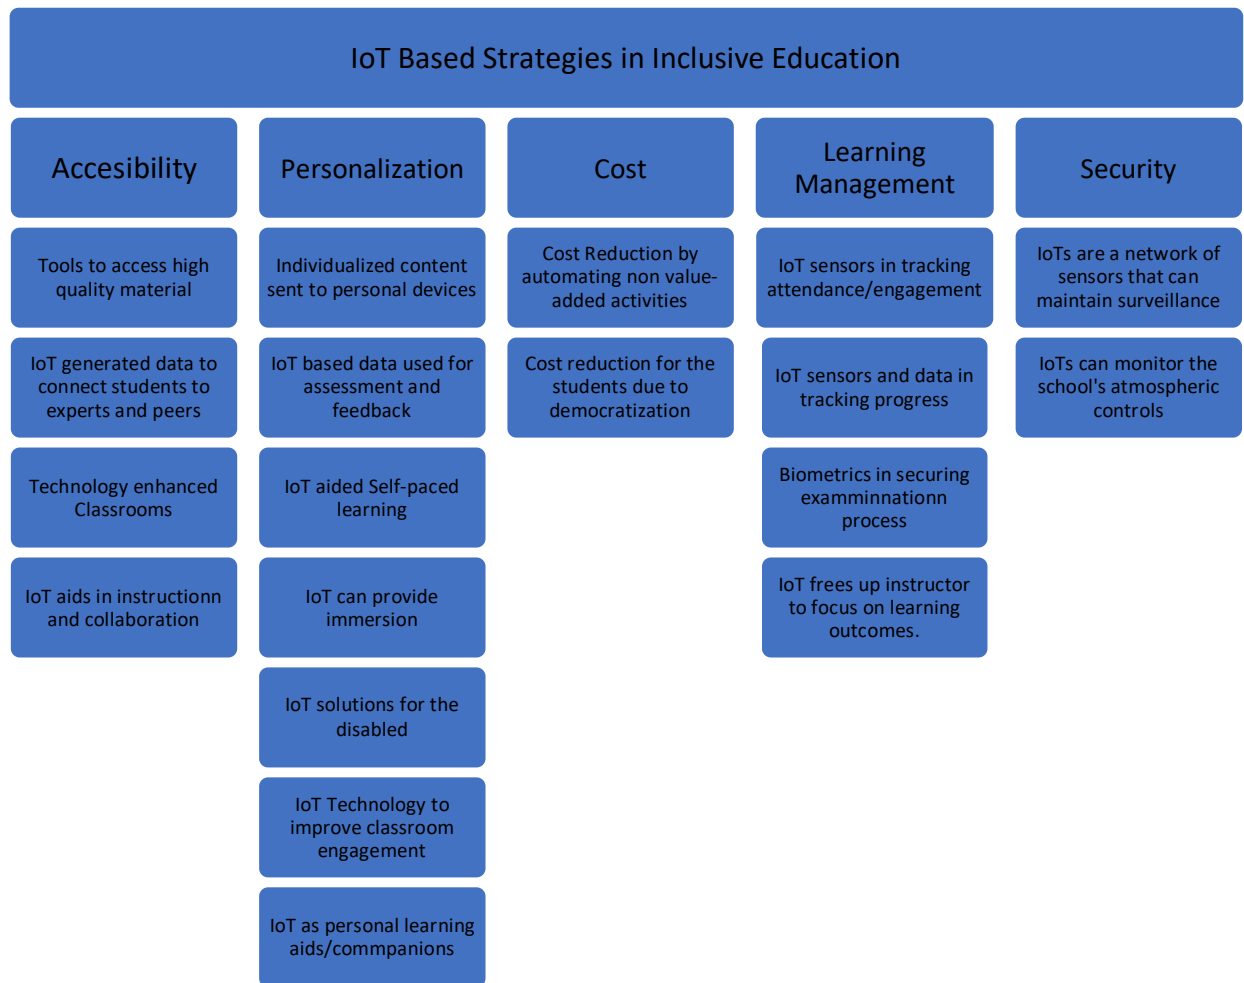 IoT Based Strategies in Inclusive Education
Accesibility
Tools to access high
quality material
IoT generated data to
connect students to
experts and peers
Technology enhanced
Classrooms
IoT aids in instructionn
and collaboration
Personalization
Individualized content
sent to personal devices
IoT based data used for
assessment and
feedback
IoT aided Self-paced
learning
IoT can provide
immersion
IoT solutions for the
disabled
IoT Technology to
improve classroom
engagement
IoT as personal learning
aids/commpanions
Cost
Cost Reduction by
automating non value-
added activities
Cost reduction for the
students due to
democratization
Learning
Management
IoT sensors in tracking
attendance/engagement
IoT sensors and data in
tracking progress
Biometrics in securing
examminnationn
process
IoT frees up instructor
to focus on learning
outcomes.
Security
IoTs are a network of
sensors that can
maintain surveillance
IoTs can monitor the
school's atmospheric
controls